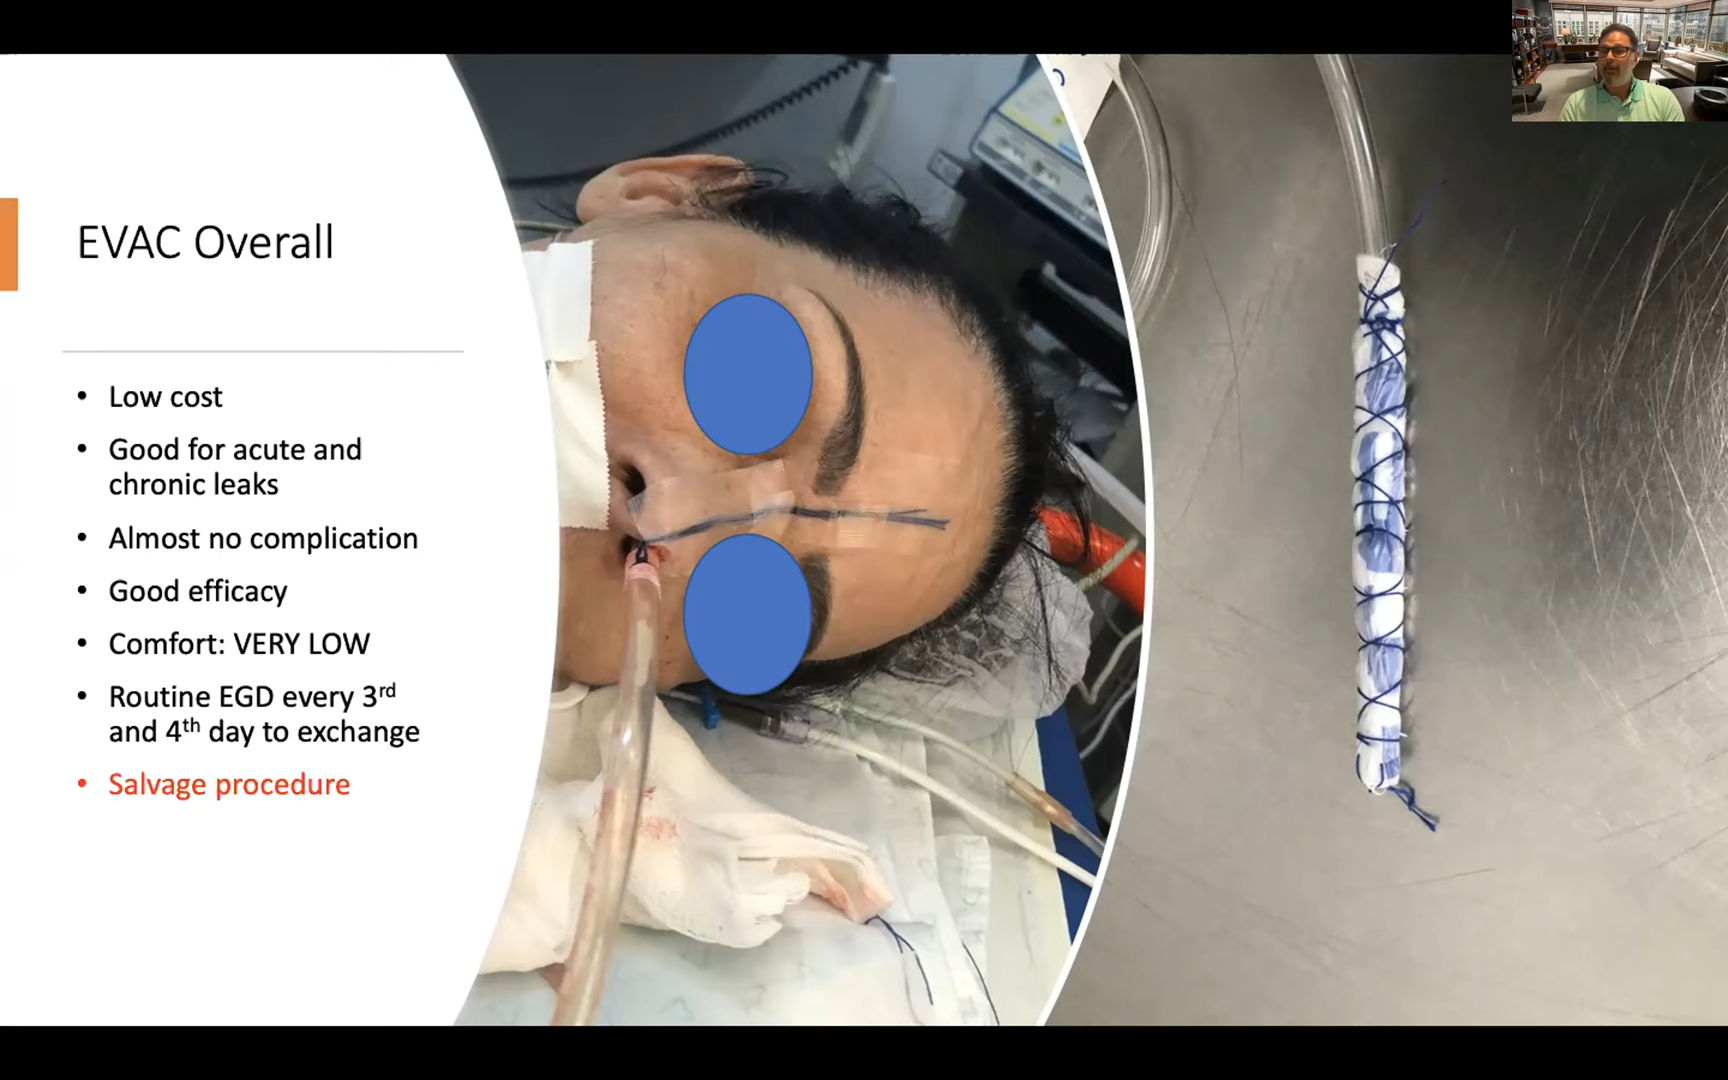 EVAC Overall
• Low cost
• Good for acute and
chronic leaks
• Almost no complication
• Good efficacy
• Comfort: VERY LOW
• Routine EGD every 3rd
and 4th day to exchange
• Salvage procedure